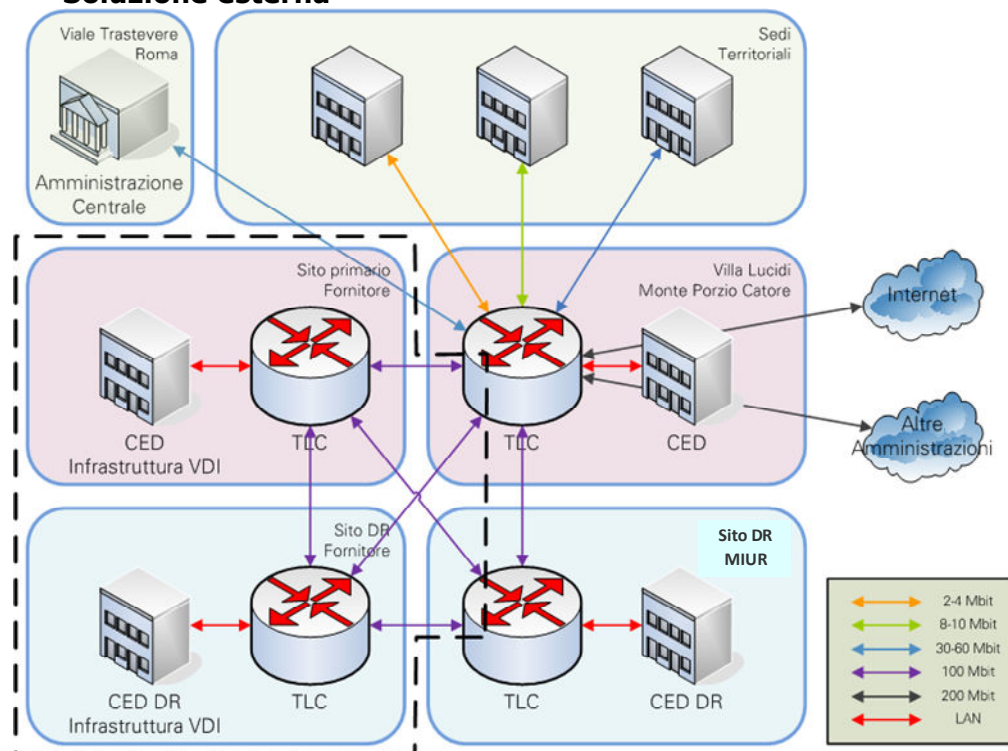 Soluzione esterna
Viale Trastevere
Roma
Amministrazione
Centrale
Sedi
Territoriali
Sito primario
Fornitore
CED
Infrastruttura VDI
TLC
Villa Lucidi
Monte Porzio Catore
TLC
CED
Internet
Altre
Amministrazioni
Sito DR
Fornitore
CED DR
Infrastruttura VDI
TLC
Sito DR
MIUR
TLC
CED DR
2-4 Mbit
8-10 Mbit
30-60 Mbit
100 Mbit
200 Mbit
LAN